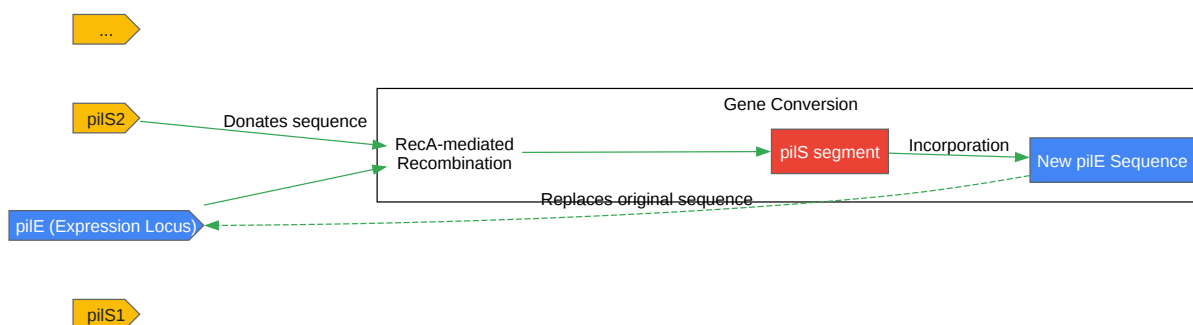 ...
Gene Conversion
pilS2
Donates sequence
RecA-mediated
Recombination
pilS segment
Incorporation
New pilE Sequence
Replaces original sequence
pilE (Expression Locus)
pilS1